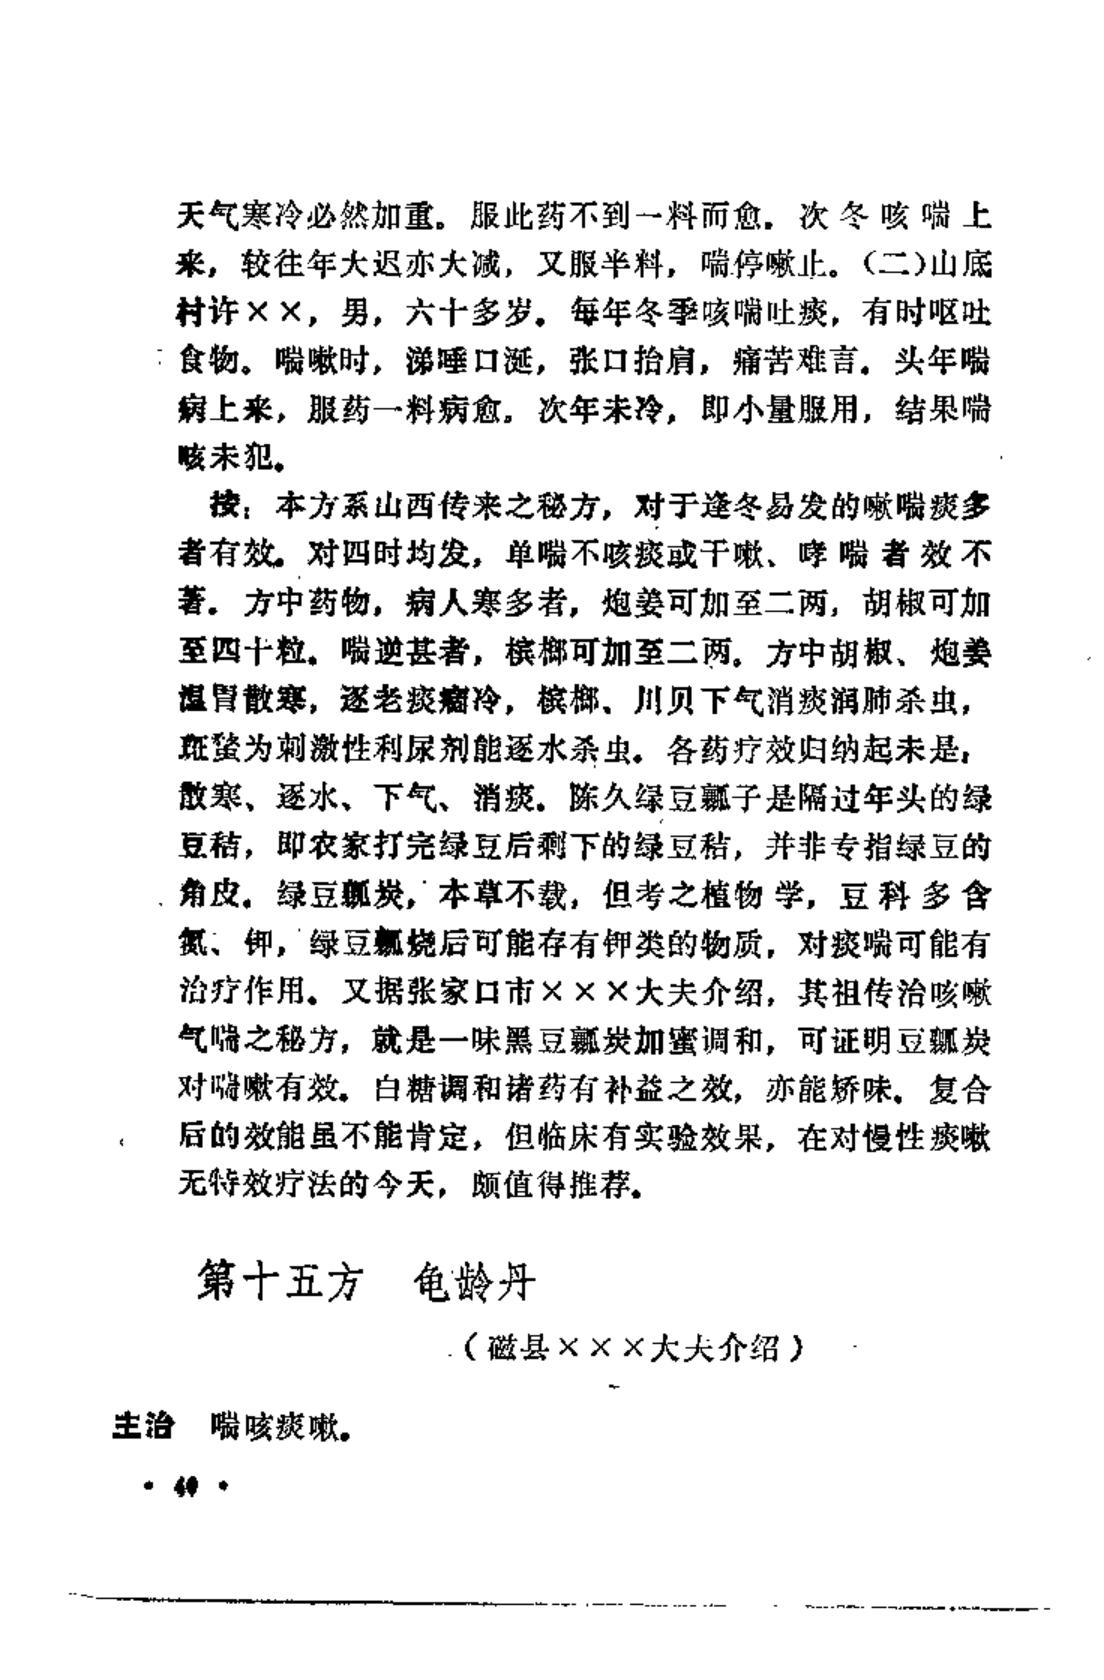 天气寒冷必然加重。服此药不到一料而愈。次冬咳喘上
来，较往年大迟亦大减，又服半料，喘停嗽止。（二）山底
村许××，男，六十多岁。每年冬季咳喘吐痰，有时呕吐
食物。喘嗽时，涕唾口涎，张口抬肩，痛苦难言。头年喘
病上来，服药一料病愈。次年未冷，即小量服用，结果喘
咳未犯。
按：本方系山西传来之秘方，对于逢冬易发的嗽喘痰多
者有效。对四时均发，单喘不咳痰或干嗽、哮喘者效不
著。方中药物，病人寒多者，炮姜可加至二两，胡椒可加
至四十粒。喘逆甚者，槟榔可加至二两。方中胡椒、炮姜
温胃散寒，逐老痰痼冷，槟榔、川贝下气消痰润肺杀虫，
斑蝥为刺激性利尿剂能逐水杀虫。各药疗效归纳起未是：
散寒、逐水、下气、消痰。陈久绿豆瓤子是隔过年头的绿
豆秸，即农家打完绿豆后剩下的绿豆秸，并非专指绿豆的
角皮。绿豆瓤炭，本草不载，但考之植物学，豆科多含
氮、钾，绿豆瓤烧后可能存有钾类的物质，对痰喘可能有
治疗作用。又据张家口市×××大夫介绍，其祖传治咳嗽
气喘之秘方，就是一味黑豆瓤炭加蜜调和，可证明豆瓤炭
对喘嗽有效。白糖调和诸药有补益之效，亦能矫味。复合
后的效能虽不能肯定，但临床有实验效果，在对慢性痰嗽
无特效疗法的今天，颇值得推荐。
第十五方 龟龄丹
（磁县×××大夫介绍）
主治 喘咳痰嗽。